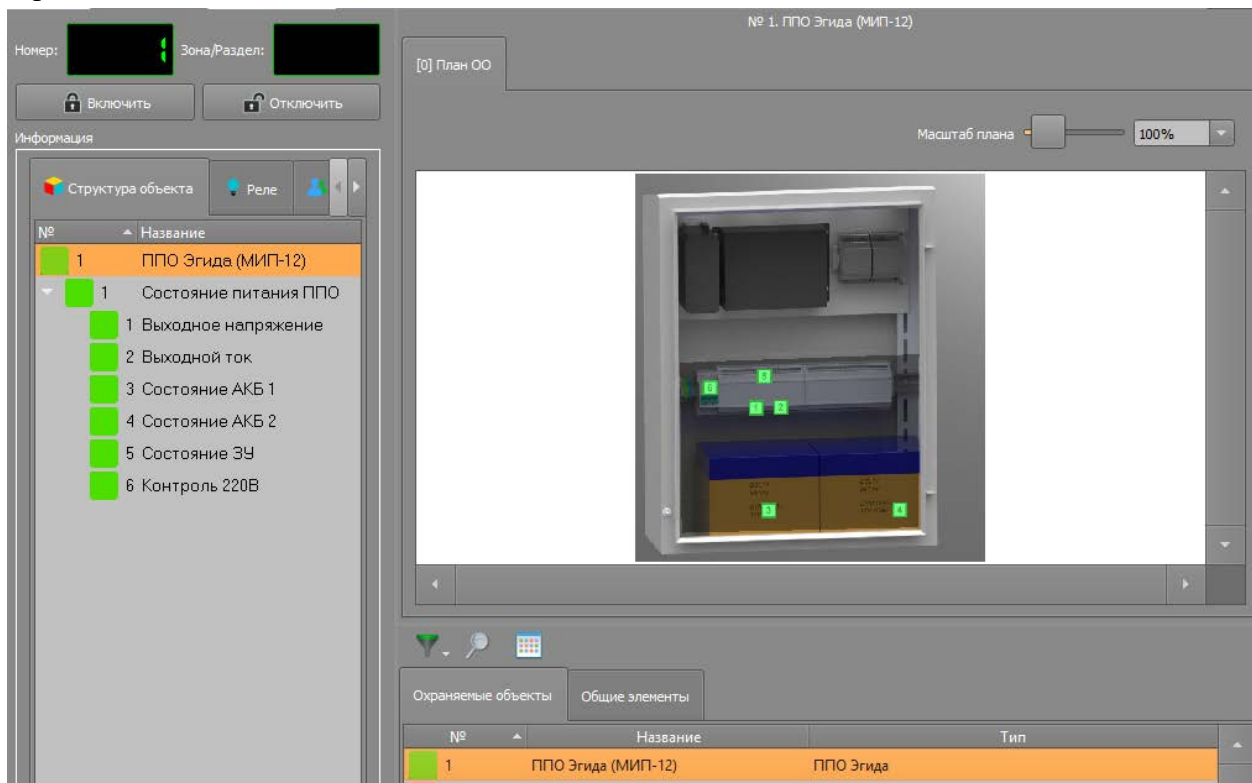 № 1. ППО Эгида (МИП-12)
Номер:
1
Зона/Раздел:
Включить
Отключить
Информация
Структура объекта
Реле
№
Название
1
ППО Эгида (МИП-12)
1
Состояние питания ППО
1 Выходное напряжение
2 Выходной ток
3 Состояние АКБ 1
4 Состояние АКБ 2
5 Состояние ЗУ
6 Контроль 220В
[0] План ОО
Масштаб плана
100%
6
1
2
3
4
Охраняемые объекты
Общие элементы
№
Название
Тип
1
ППО Эгида (МИП-12)
ППО Эгида